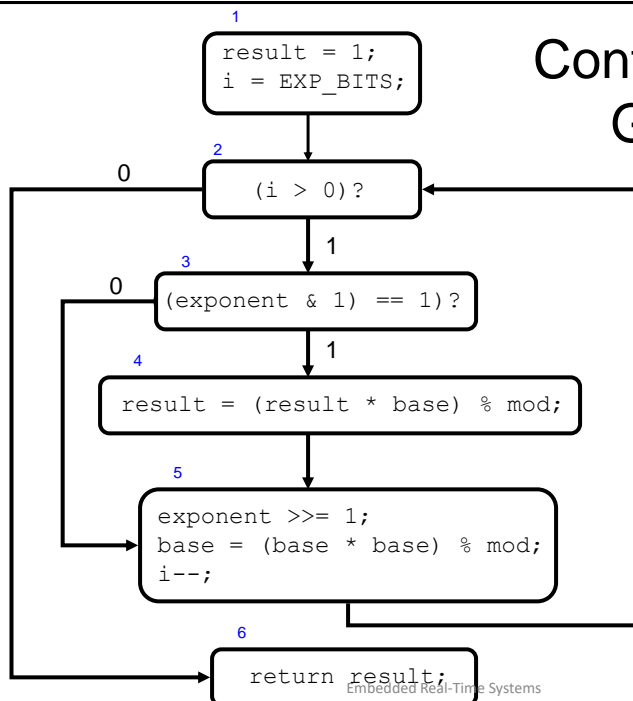 1
result = 1;
i = EXP_BITS;
2
0
(i > 0)?
1
3
0
(exponent & 1) == 1)?
1
4
result = (result * base) % mod;
5
exponent >>= 1;
base = (base * base) % mod;
i--;
6
return result;
Embedded Real-Time Systems